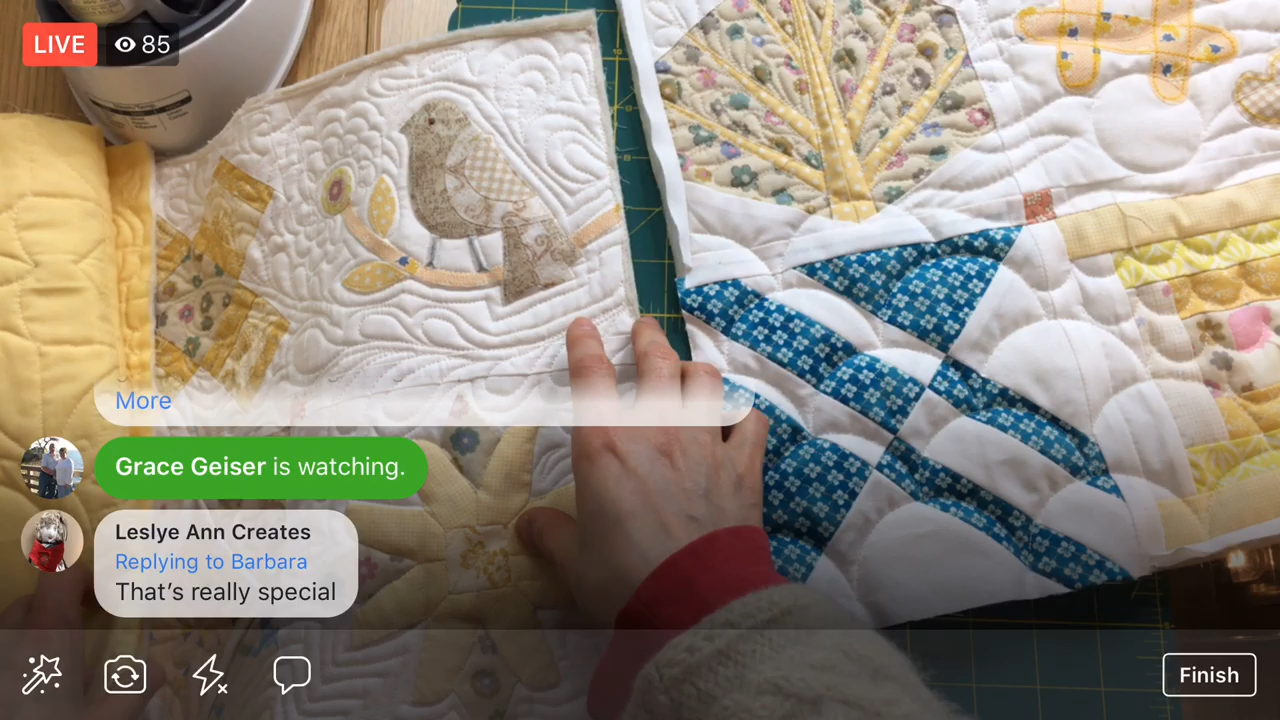 LIVE 85
More
Grace Geiser is watching.
Leslye Ann Creates
Replying to Barbara
That's really special
Finish